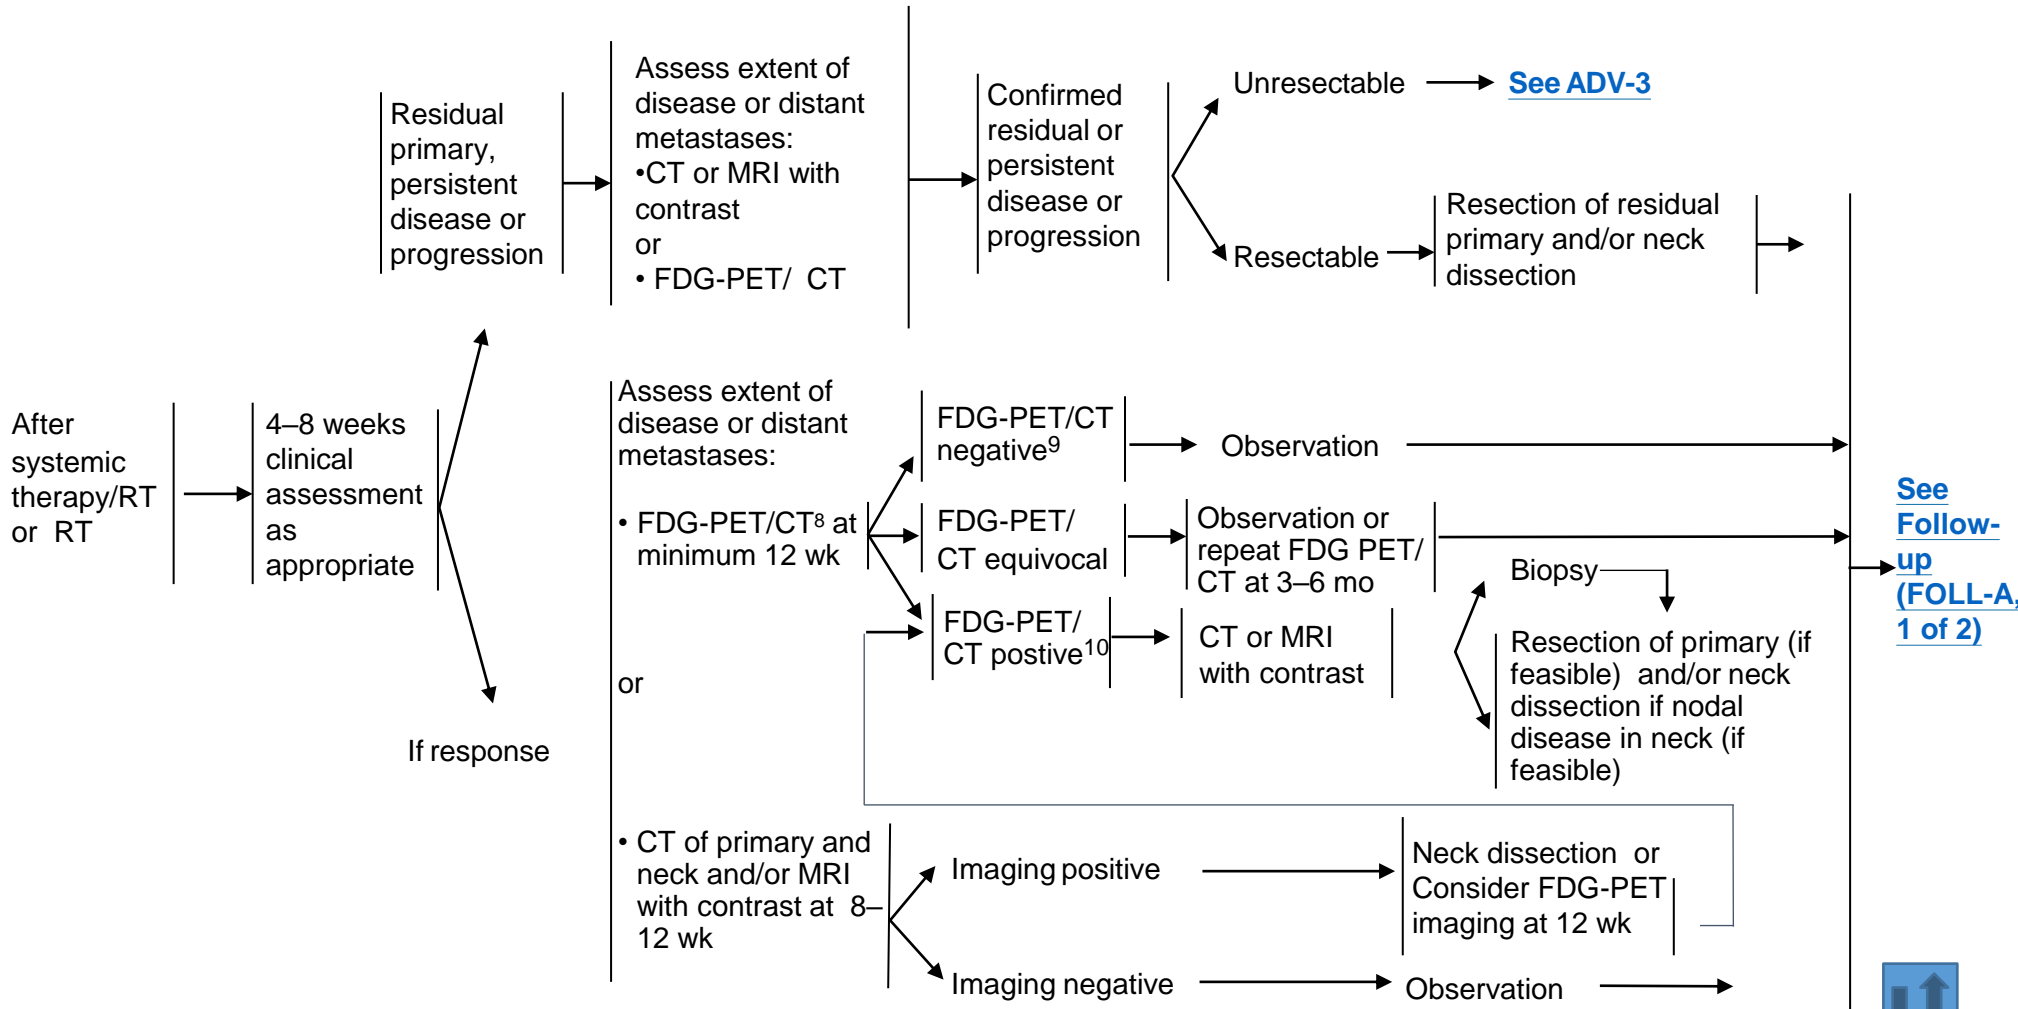 Residual
primary,
persistent
disease or
progression
Assess extent of
disease or distant
metastases:
•CT or MRI with
contrast
or
• FDG-PET/ CT
Confirmed
residual or
persistent
disease or
progression
Unresectable
See ADV-3
Resectable
Resection of residual
primary and/or neck
dissection
After
systemic
therapy/RT
or RT
4–8 weeks
clinical
assessment
as
appropriate
If response
Assess extent of
disease or distant
metastases:
• FDG-PET/CT8 at
minimum 12 wk
or
• CT of primary and
neck and/or MRI
with contrast at 8–
12 wk
FDG-PET/CT
negative9
Observation
FDG-PET/
CT equivocal
Observation or
repeat FDG PET/
CT at 3–6 mo
FDG-PET/
CT postive10
CT or MRI
with contrast
Biopsy
Resection of primary (if
feasible) and/or neck
dissection if nodal
disease in neck (if
feasible)
Imaging positive
Neck dissection or
Consider FDG-PET
imaging at 12 wk
Imaging negative
Observation
See
Follow-
up
(FOLL-A,
1 of 2)